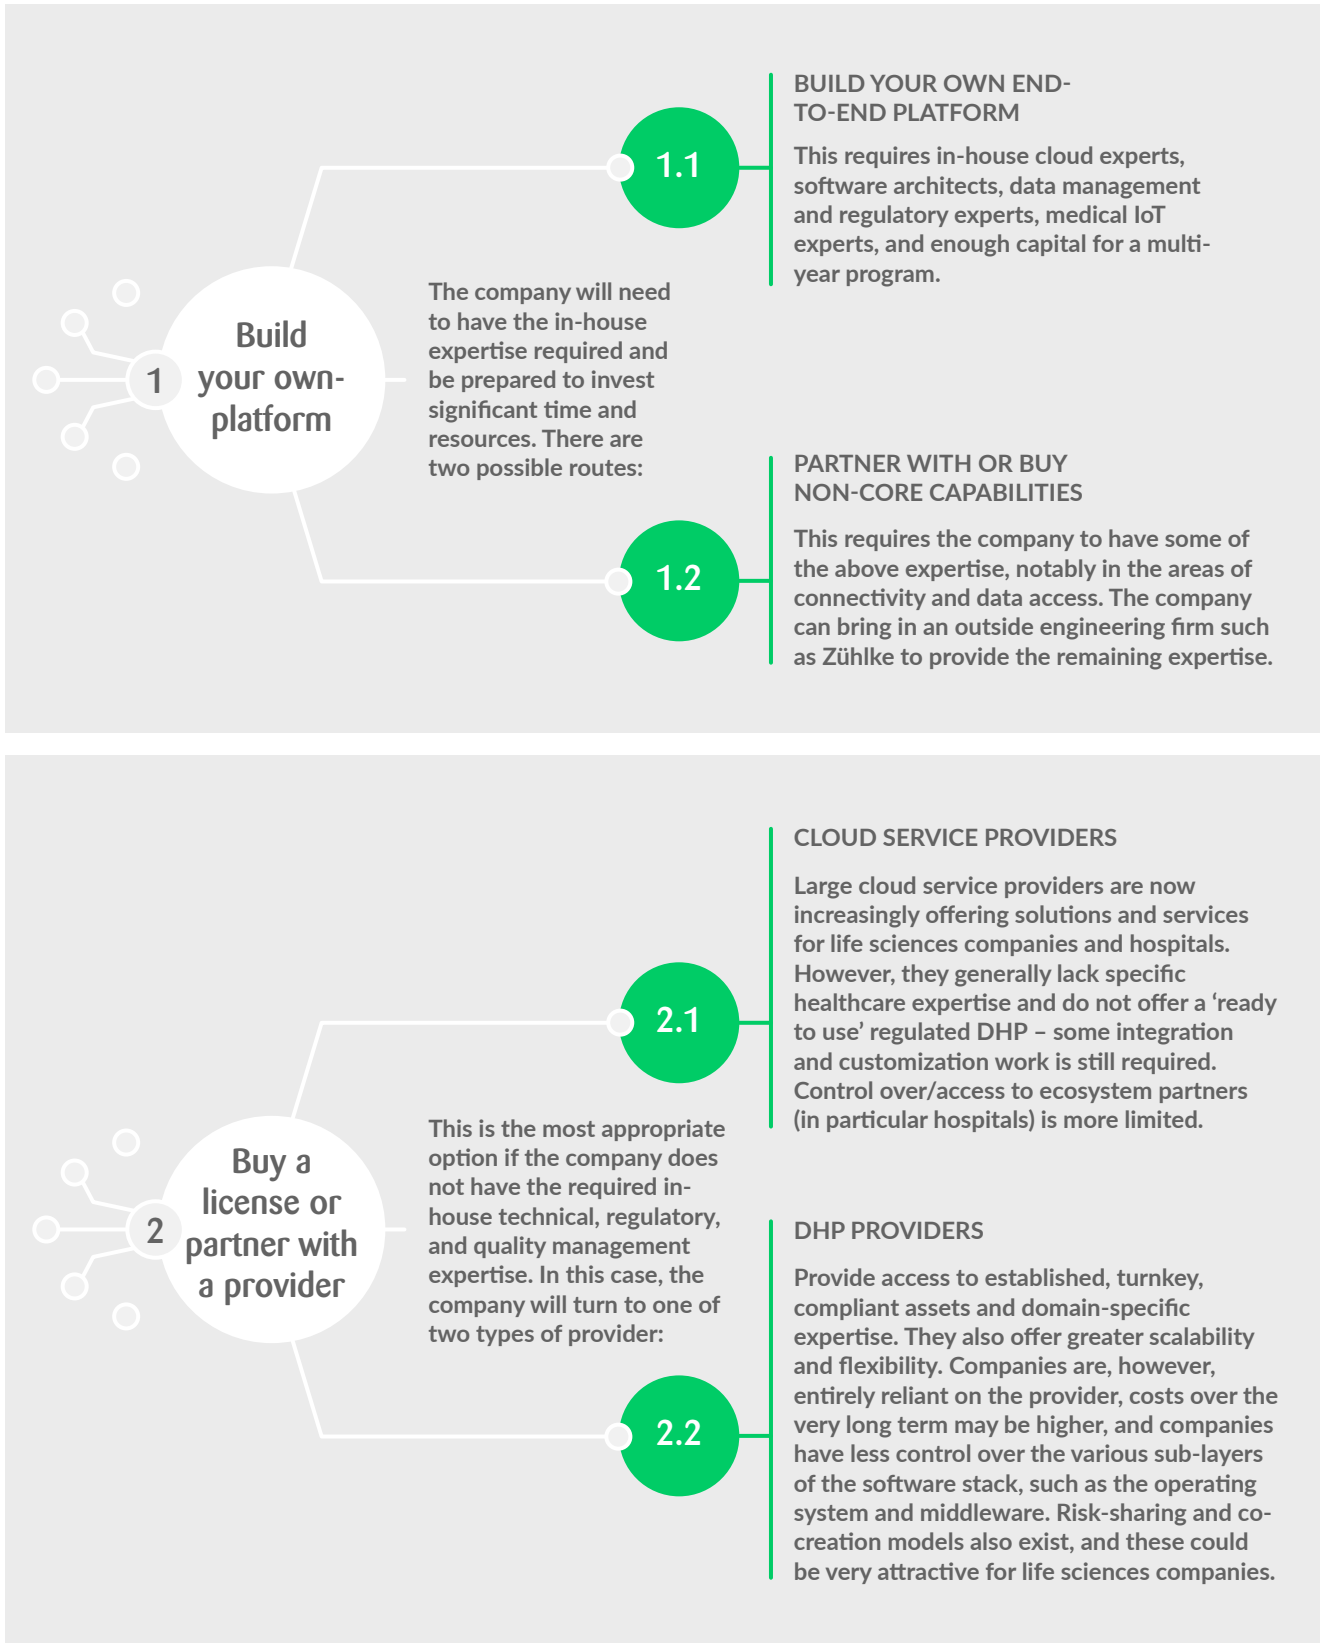 1
Build
your own-
platform
The company will need
to have the in-house
expertise required and
be prepared to invest
significant time and
resources. There are
two possible routes:
1.1
BUILD YOUR OWN END-
TO-END PLATFORM
This requires in-house cloud experts,
software architects, data management
and regulatory experts, medical IoT
experts, and enough capital for a multi-
year program.
1.2
PARTNER WITH OR BUY
NON-CORE CAPABILITIES
This requires the company to have some of
the above expertise, notably in the areas of
connectivity and data access. The company
can bring in an outside engineering firm such
as Zühlke to provide the remaining expertise.
2
Buy a
license or
partner with
a provider
This is the most appropriate
option if the company does
not have the required in-
house technical, regulatory,
and quality management
expertise. In this case, the
company will turn to one of
two types of provider:
2.1
CLOUD SERVICE PROVIDERS
Large cloud service providers are now
increasingly offering solutions and services
for life sciences companies and hospitals.
However, they generally lack specific
healthcare expertise and do not offer a ‘ready
to use’ regulated DHP – some integration
and customization work is still required.
Control over/access to ecosystem partners
(in particular hospitals) is more limited.
2.2
DHP PROVIDERS
Provide access to established, turnkey,
compliant assets and domain-specific
expertise. They also offer greater scalability
and flexibility. Companies are, however,
entirely reliant on the provider, costs over the
very long term may be higher, and companies
have less control over the various sub-layers
of the software stack, such as the operating
system and middleware. Risk-sharing and co-
creation models also exist, and these could
be very attractive for life sciences companies.